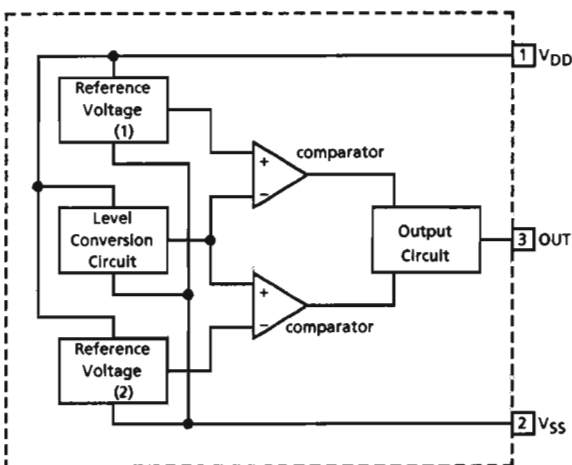 1 VDD
Reference
Voltage
(1)
+
comparator
−
Level
Conversion
Circuit
Output
Circuit
3 OUT
+
−
comparator
Reference
Voltage
(2)
2 VSS